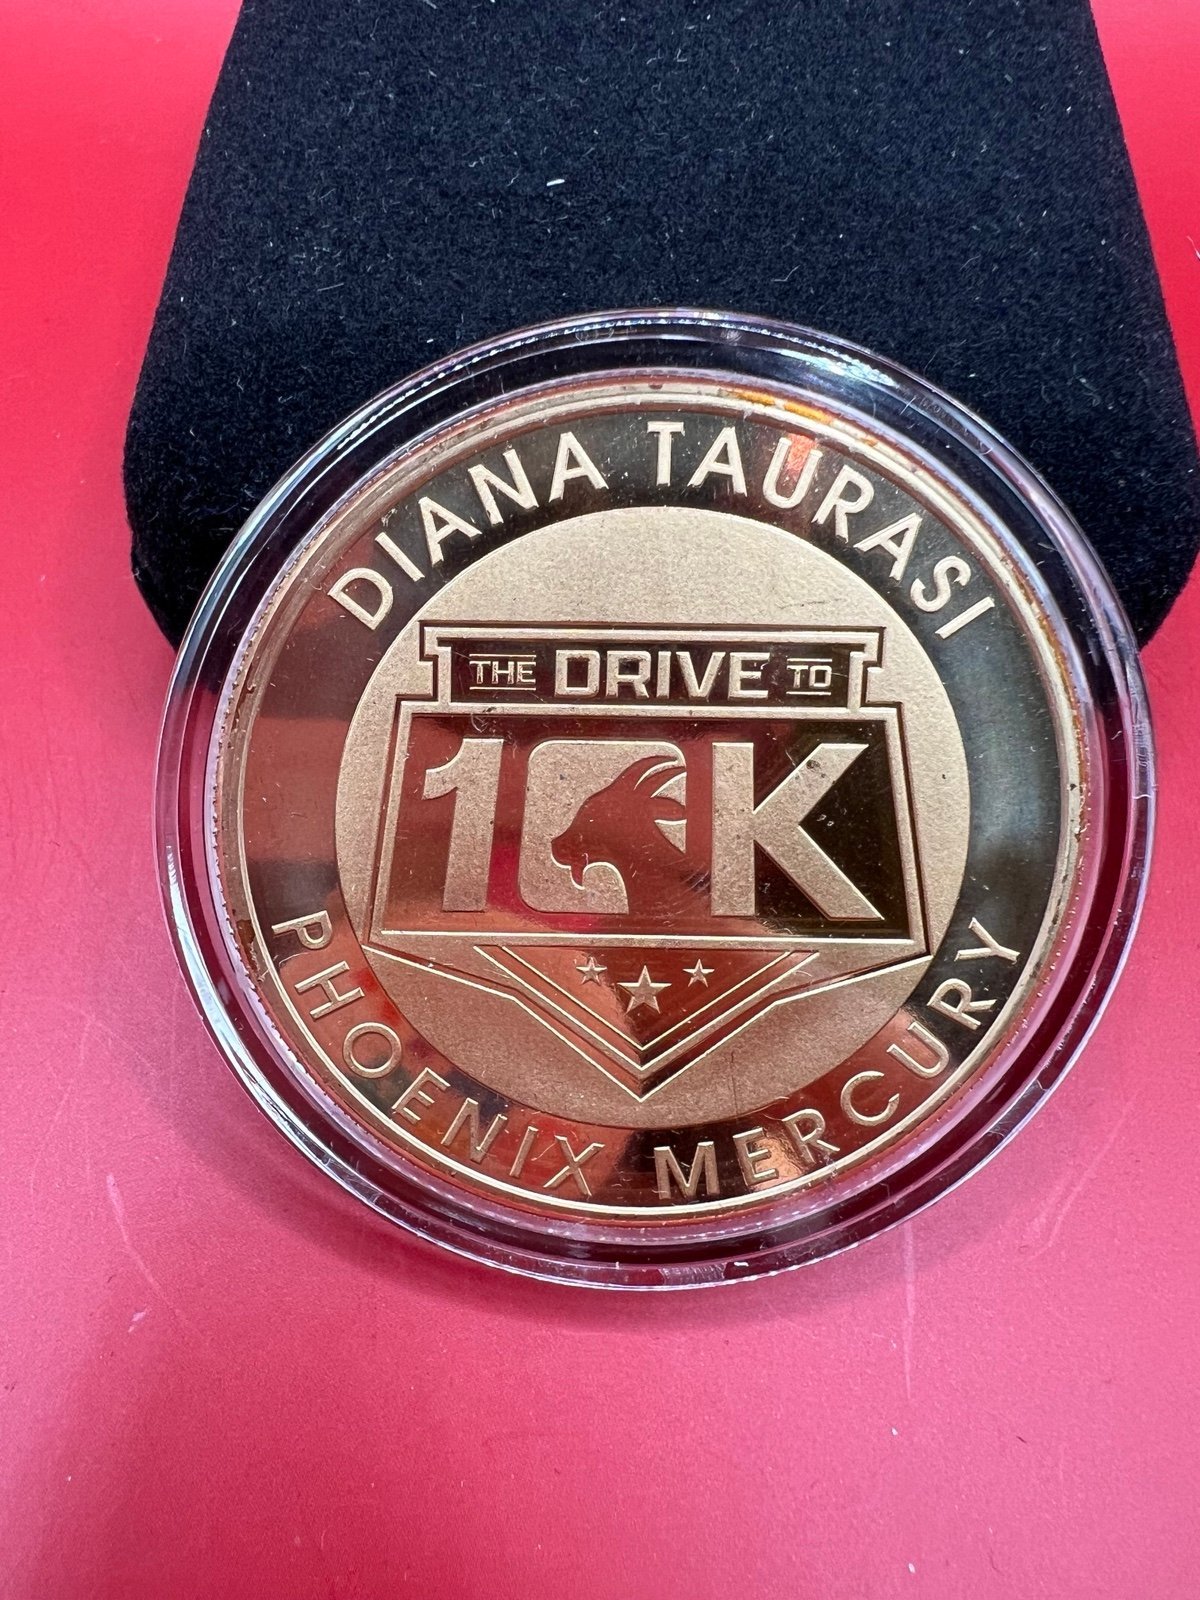 DIANA TAURASI
THE DRIVE TO
10K
PHOENIX MERCURY